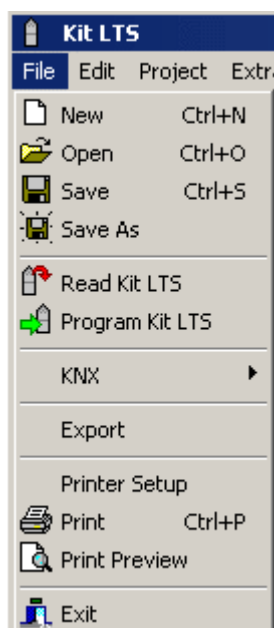 Kit LTS
File Edit Project Extra
New Ctrl+N
Open Ctrl+O
Save Ctrl+S
Save As
Read Kit LTS
Program Kit LTS
KNX
Export
Printer Setup
Print Ctrl+P
Print Preview
Exit